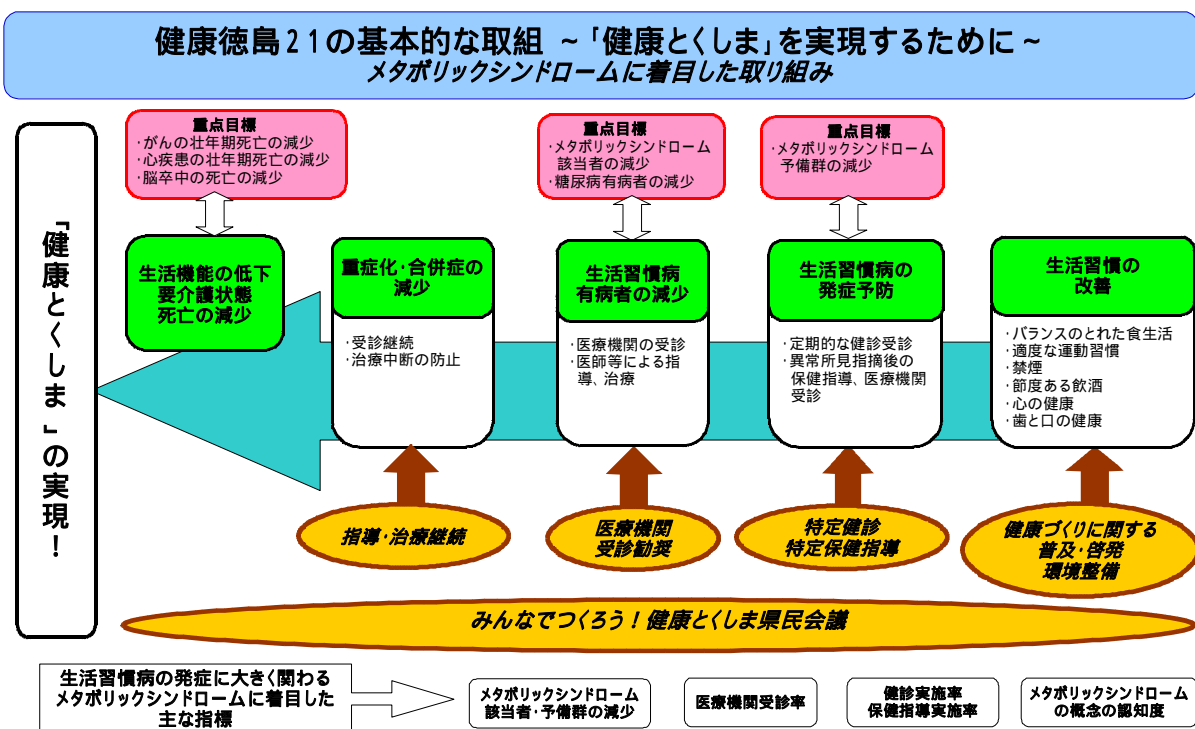 健康徳島21の基本的な取組 ~「健康とくしま」を実現するために~
メタボリックシンドロームに着目した取り組み
「健康とくしま」の実現!
重点目標
・がんの壮年期死亡の減少
・心疾患の壮年期死亡の減少
・脳卒中の死亡の減少
重点目標
・メタボリックシンドローム
該当者の減少
・糖尿病有病者の減少
重点目標
・メタボリックシンドローム
予備群の減少
生活機能の低下
要介護状態
死亡の減少
重症化・合併症の
減少
・受診継続
・治療中断の防止
生活習慣病
有病者の減少
・医療機関の受診
・医師等による指
導、治療
生活習慣病の
発症予防
・定期的な健診受診
・異常所見指摘後の
保健指導、医療機関
受診
生活習慣の
改善
・バランスのとれた食生活
・適度な運動習慣
・禁煙
・節度ある飲酒
・心の健康
・歯と口の健康
指導・治療継続
医療機関
受診勧奨
特定健診
特定保健指導
健康づくりに関する
普及・啓発
環境整備
みんなでつくろう!健康とくしま県民会議
生活習慣病の発症に大きく関わる
メタボリックシンドロームに着目した
主な指標
メタボリックシンドローム
該当者・予備群の減少
医療機関受診率
健診実施率
保健指導実施率
メタボリックシンドローム
の概念の認知度